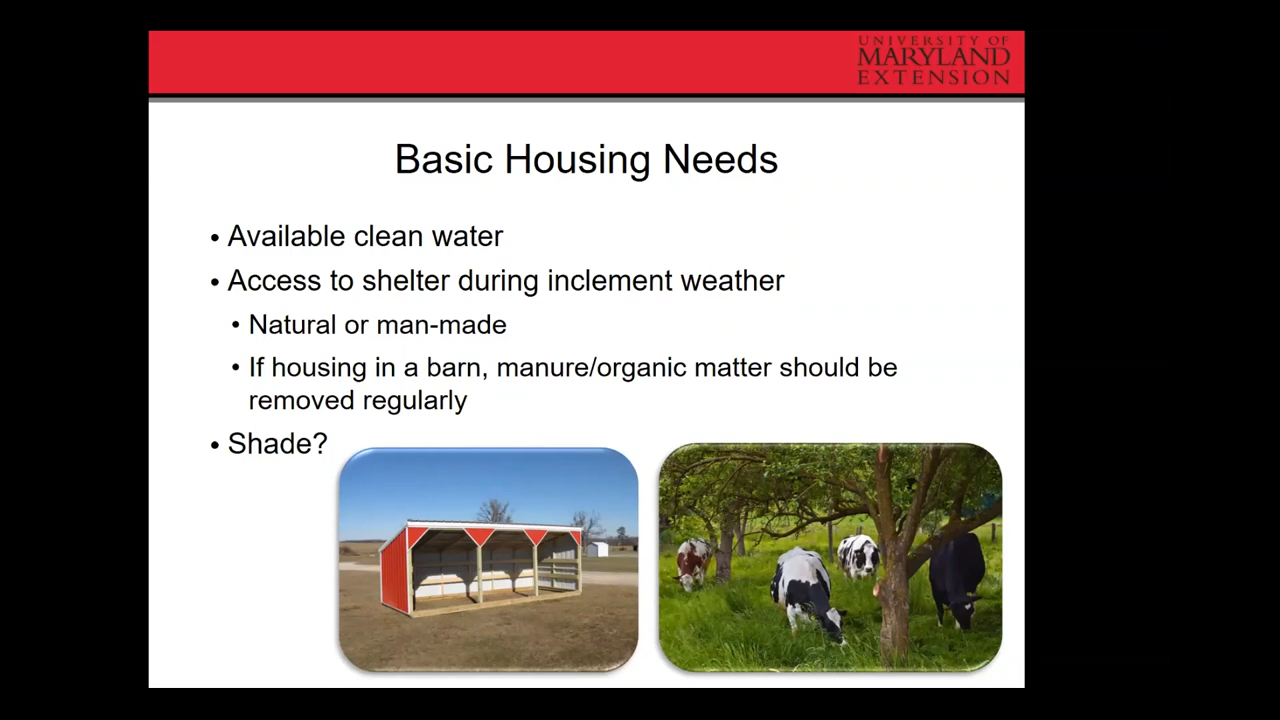 UNIVERSITY OF
MARYLAND
EXTENSION
Basic Housing Needs
• Available clean water
• Access to shelter during inclement weather
• Natural or man-made
• If housing in a barn, manure/organic matter should be
removed regularly
• Shade?